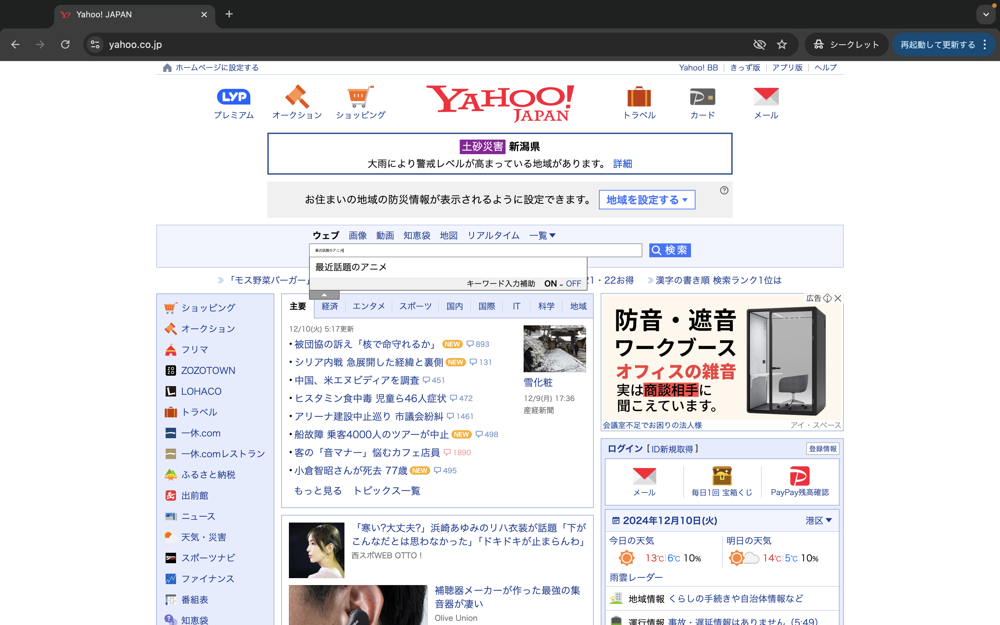 Yahoo! JAPAN
yahoo.co.jp
シークレット
再起動して更新する
ホームページに設定する
Yahoo! BB
きっず版
アプリ版
ヘルプ
LYP
プレミアム
オークション
ショッピング
YAHOO! JAPAN
トラベル
カード
メール
土砂災害 新潟県
大雨により警戒レベルが高まっている地域があります。 詳細
お住まいの地域の防災情報が表示されるように設定できます。
地域を設定する
ウェブ 画像 動画 知恵袋 地図 リアルタイム 一覧
最近話題のアニメ
検索
最近話題のアニメ
キーワード入力補助 ON - OFF
「モス野菜バーガー」
21・22お得
漢字の書き順 検索ランク1位は
ショッピング
オークション
フリマ
ZOZOTOWN
LOHACO
トラベル
一休.com
一休.comレストラン
ふるさと納税
出前館
ニュース
天気・災害
スポーツナビ
ファイナンス
番組表
知恵袋
主要 経済 エンタメ スポーツ 国内 国際 IT 科学 地域
12/10(火) 5:17更新
被団協の訴え「核で命守れるか」 NEW 893
シリア内戦 急展開した経緯と裏側 NEW 131
中国、米エヌビディアを調査 451
ヒスタミン食中毒 児童ら46人症状 472
アリーナ建設中止巡り 市議会紛糾 1461
船故障 乗客4000人のツアーが中止 NEW 498
客の「音マナー」悩むカフェ店員 1890
小倉智昭さんが死去 77歳 NEW 495
もっと見る トピックス一覧
雪化粧
12/9(月) 17:36
産経新聞
「寒い?大丈夫?」浜崎あゆみのリハ衣装が話題「下が
こんなだとは思わなかった」「ドキドキが止まらんわ」
西スポWEB OTTO！
補聴器メーカーが作った最強の集
音器が凄い
Olive Union
広告
防音・遮音
ワークブース
オフィスの雑音
実は商談相手に
聞こえています。
会議室不足でお困りの法人様
アイ・スペース
ログイン [ ID新規取得 ]
登録情報
メール
毎日1回 宝箱くじ
PayPay残高確認
2024年12月10日(火)
港区
今日の天気
13℃ 6℃ 10%
明日の天気
14℃ 5℃ 10%
雨雲レーダー
地域情報 くらしの手続きや自治体情報など
運行情報 事故・遅延情報はありません（5:49）